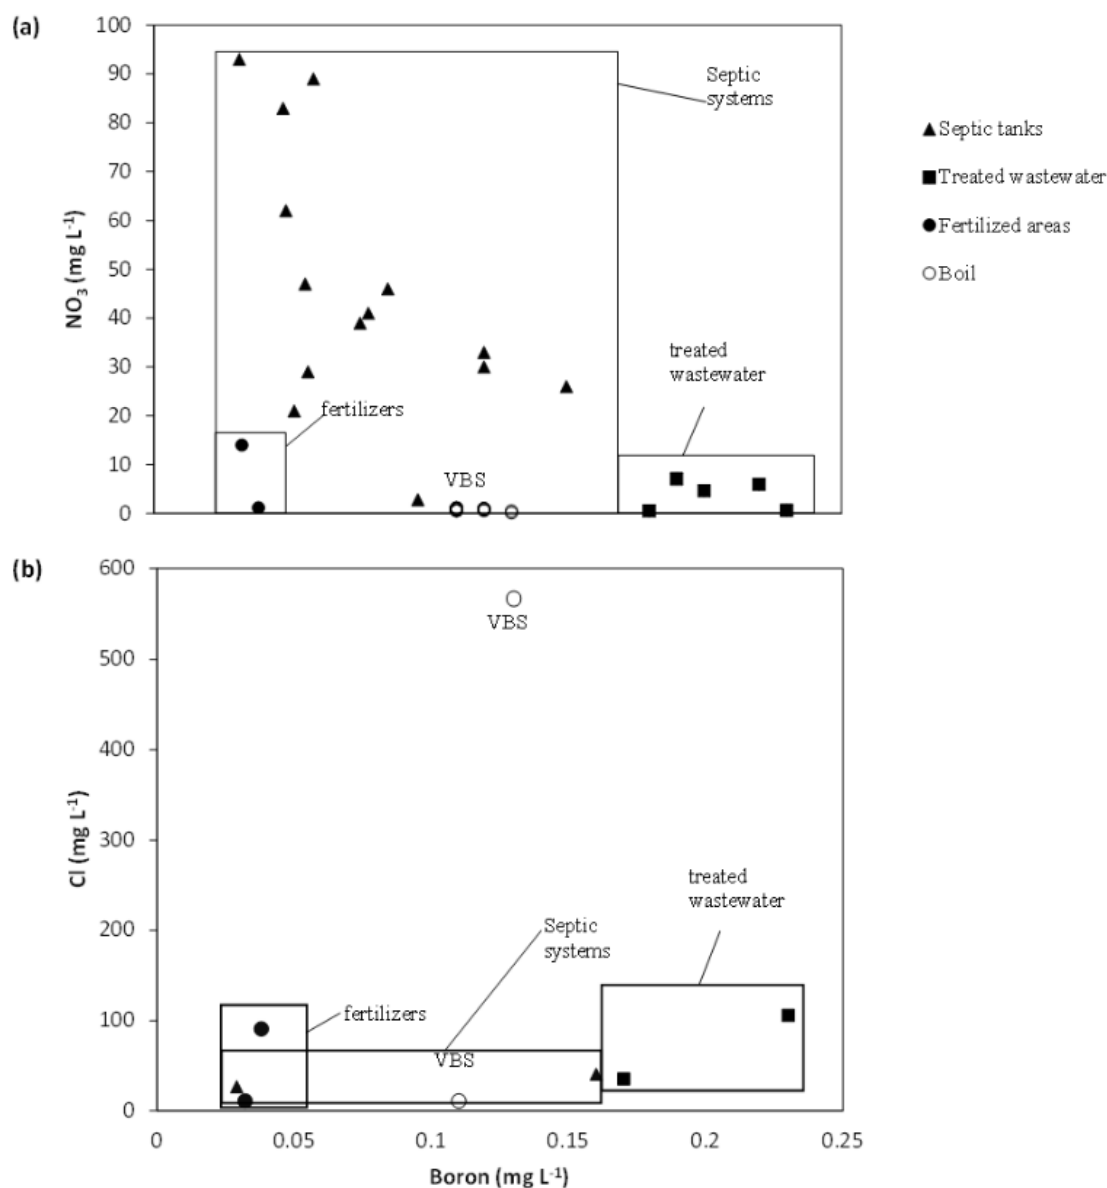 (a)
100
90
80
70
60
50
40
30
20
10
0
NO₃ (mg L⁻¹)
Septic
systems
fertilizers
VBS
treated
wastewater
Septic tanks
Treated wastewater
Fertilized areas
Boil
(b)
600
500
400
300
200
100
0
Cl (mg L⁻¹)
VBS
treated
wastewater
Septic
systems
fertilizers
VBS
0
0.05
0.1
0.15
0.2
0.25
Boron (mg L⁻¹)